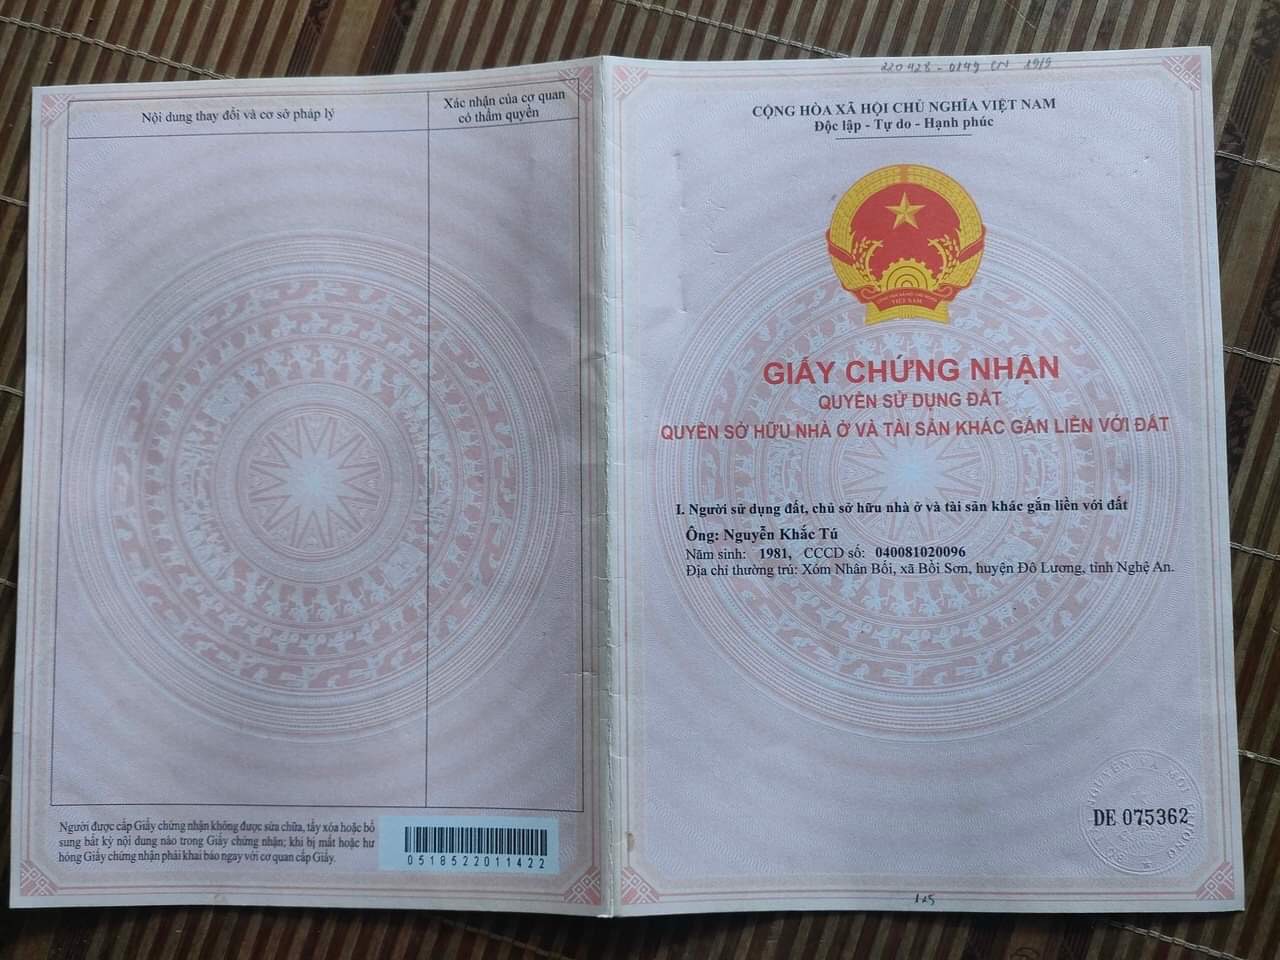 Nội dung thay đổi và cơ sở pháp lý
Xác nhận của cơ quan
có thẩm quyền
Người được cấp Giấy chứng nhận không được sửa chữa, tẩy xóa hoặc bổ
sung bất kỳ nội dung nào trong Giấy chứng nhận; khi bị mất hoặc hư
hỏng Giấy chứng nhận phải khai báo ngay với cơ quan cấp Giấy.
0518522011422
220428-0149 CN 19/9
CỘNG HÒA XÃ HỘI CHỦ NGHĨA VIỆT NAM
Độc lập - Tự do - Hạnh phúc
VIỆT NAM
GIẤY CHỨNG NHẬN
QUYỀN SỬ DỤNG ĐẤT
QUYỀN SỞ HỮU NHÀ Ở VÀ TÀI SẢN KHÁC GẮN LIỀN VỚI ĐẤT
I. Người sử dụng đất, chủ sở hữu nhà ở và tài sản khác gắn liền với đất
Ông: Nguyễn Khắc Tú
Năm sinh: 1981, CCCD số: 040081020096
Địa chỉ thường trú: Xóm Nhân Bồi, xã Bồi Sơn, huyện Đô Lương, tỉnh Nghệ An.
DE 075362
125